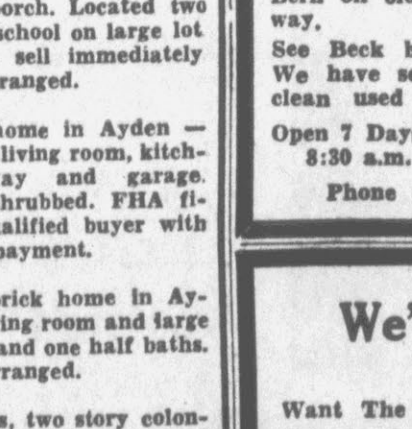 orch. Located two
school on large lot
sell immediately
ranged.
home in Ayden —
living room, kitch-
ay and garage.
hrubbed. FHA fi-
alified buyer with
payment.
brick home in Ay-
ing room and large
and one half baths.
ranged.
s, two story colon-
way.
See Beck
We have
clean used
Open 7 Day
8:30 a.m.
Phone
We'
Want The